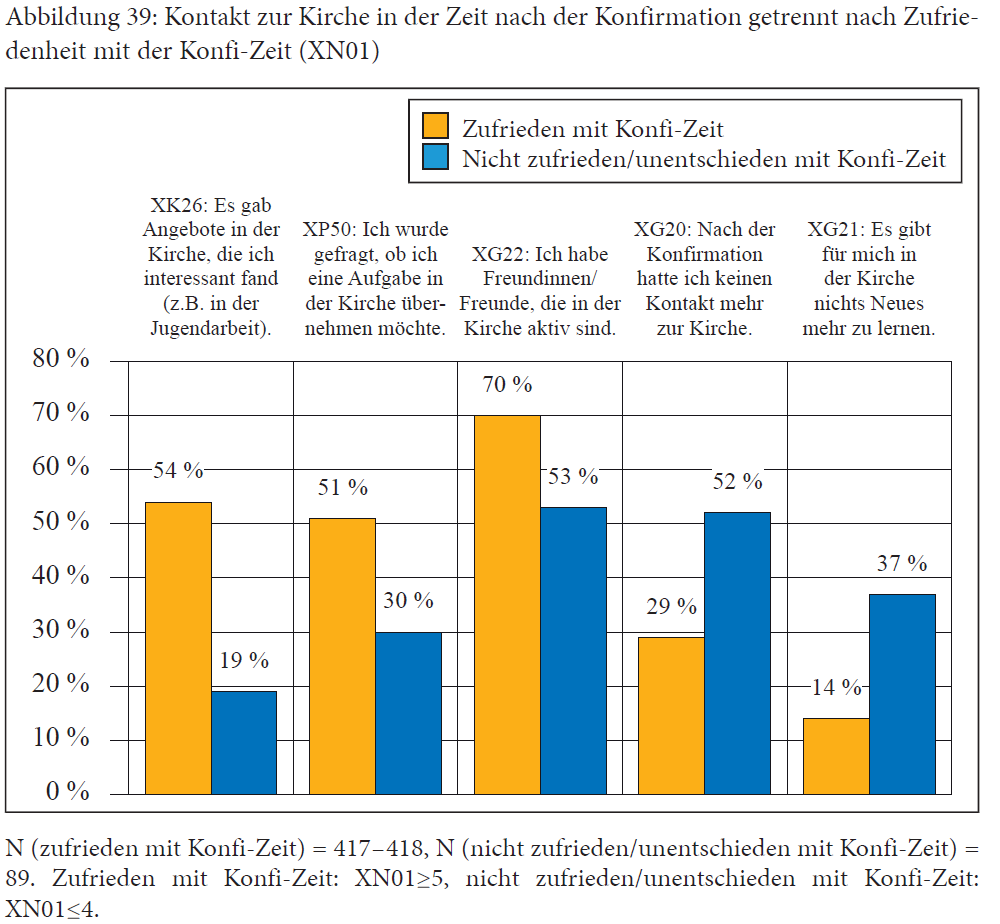 Abbildung 39: Kontakt zur Kirche in der Zeit nach der Konfirmation getrennt nach Zufrie-
denheit mit der Konfi-Zeit (XN01)
Zufrieden mit Konfi-Zeit
Nicht zufrieden/unentschieden mit Konfi-Zeit
XK26: Es gab
Angebote in der
Kirche, die ich
interessant fand
(z.B. in der
Jugendarbeit).
XP50: Ich wurde
gefragt, ob ich
eine Aufgabe in
der Kirche über-
nehmen möchte.
XG22: Ich habe
Freundinnen/
Freunde, die in der
Kirche aktiv sind.
XG20: Nach der
Konfirmation
hatte ich keinen
Kontakt mehr
zur Kirche.
XG21: Es gibt
für mich in
der Kirche
nichts Neues
mehr zu lernen.
80 %
70 %
60 %
50 %
40 %
30 %
20 %
10 %
0 %
54 %
19 %
51 %
30 %
70 %
53 %
29 %
52 %
14 %
37 %
N (zufrieden mit Konfi-Zeit) = 417–418, N (nicht zufrieden/unentschieden mit Konfi-Zeit) =
89. Zufrieden mit Konfi-Zeit: XN01≥5, nicht zufrieden/unentschieden mit Konfi-Zeit:
XN01≤4.